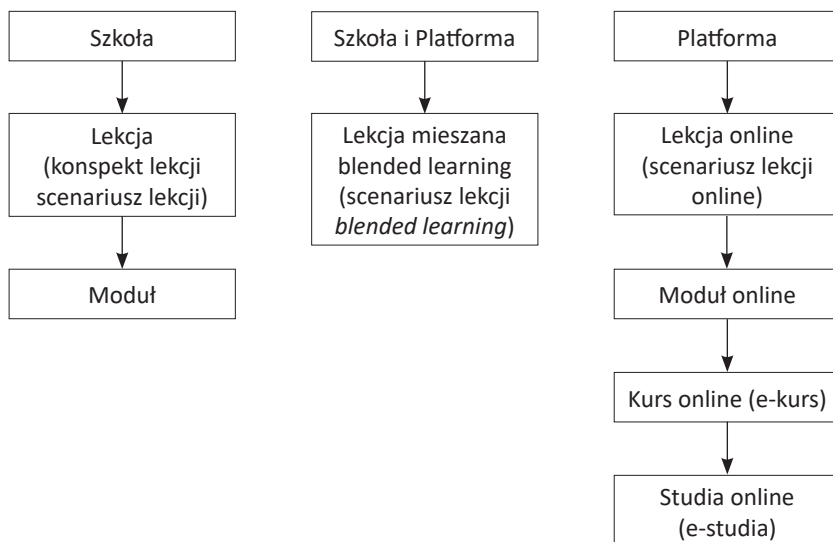 Szkoła
Lekcja
(konspekt lekcji
scenariusz lekcji)
Moduł
Szkoła i Platforma
Lekcja mieszana
blended learning
(scenariusz lekcji
blended learning)
Platforma
Lekcja online
(scenariusz lekcji
online)
Moduł online
Kurs online (e-kurs)
Studia online
(e-studia)